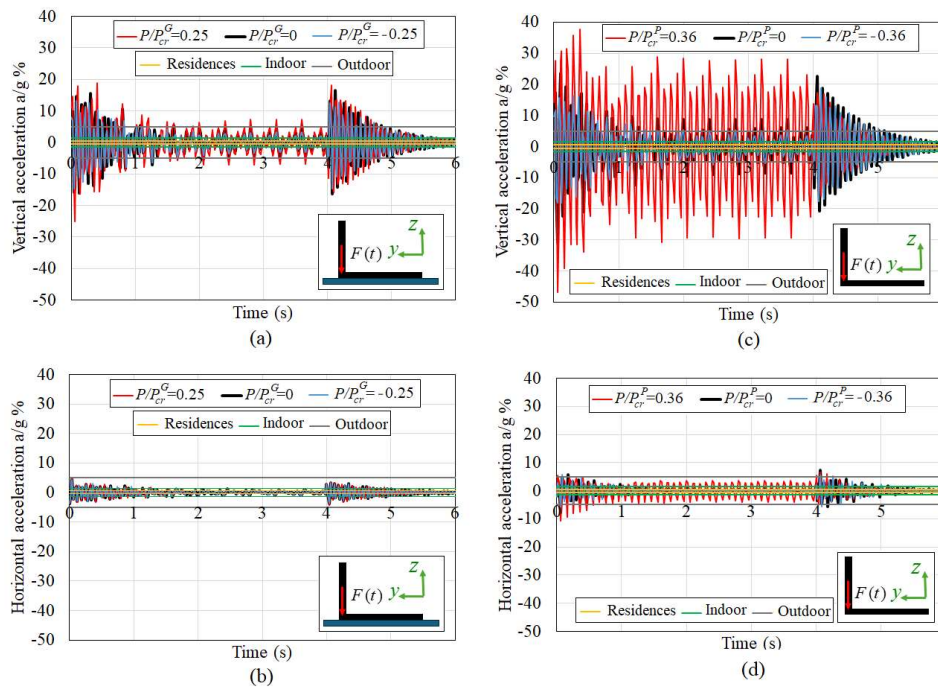 40
30
20
10
0
-10
-20
-30
-40
-50
Vertical acceleration a/g %
P/P_cr^G=0.25 P/P_cr^G=0 P/P_cr^G=-0.25
Residences Indoor Outdoor
0 1 2 3 4 5 6
F(t) y z
Time (s)
(a)
40
30
20
10
0
-10
-20
-30
-40
-50
Vertical acceleration a/g %
P/P_cr^P=0.36 P/P_cr^P=0 P/P_cr^P=-0.36
0 1 2 3 4 5
Residences Indoor Outdoor
F(t) y z
Time (s)
(c)
40
30
20
10
0
-10
-20
-30
-40
-50
Horizontal acceleration a/g %
P/P_cr^G=0.25 P/P_cr^G=0 P/P_cr^G=-0.25
Residences Indoor Outdoor
0 1 2 3 4 5 6
F(t) y z
Time (s)
(b)
40
30
20
10
0
-10
-20
-30
-40
-50
Horizontal acceleration a/g %
P/P_cr^P=0.36 P/P_cr^P=0 P/P_cr^P=-0.36
0 1 2 3 4 5
Residences Indoor Outdoor
F(t) y z
Time (s)
(d)